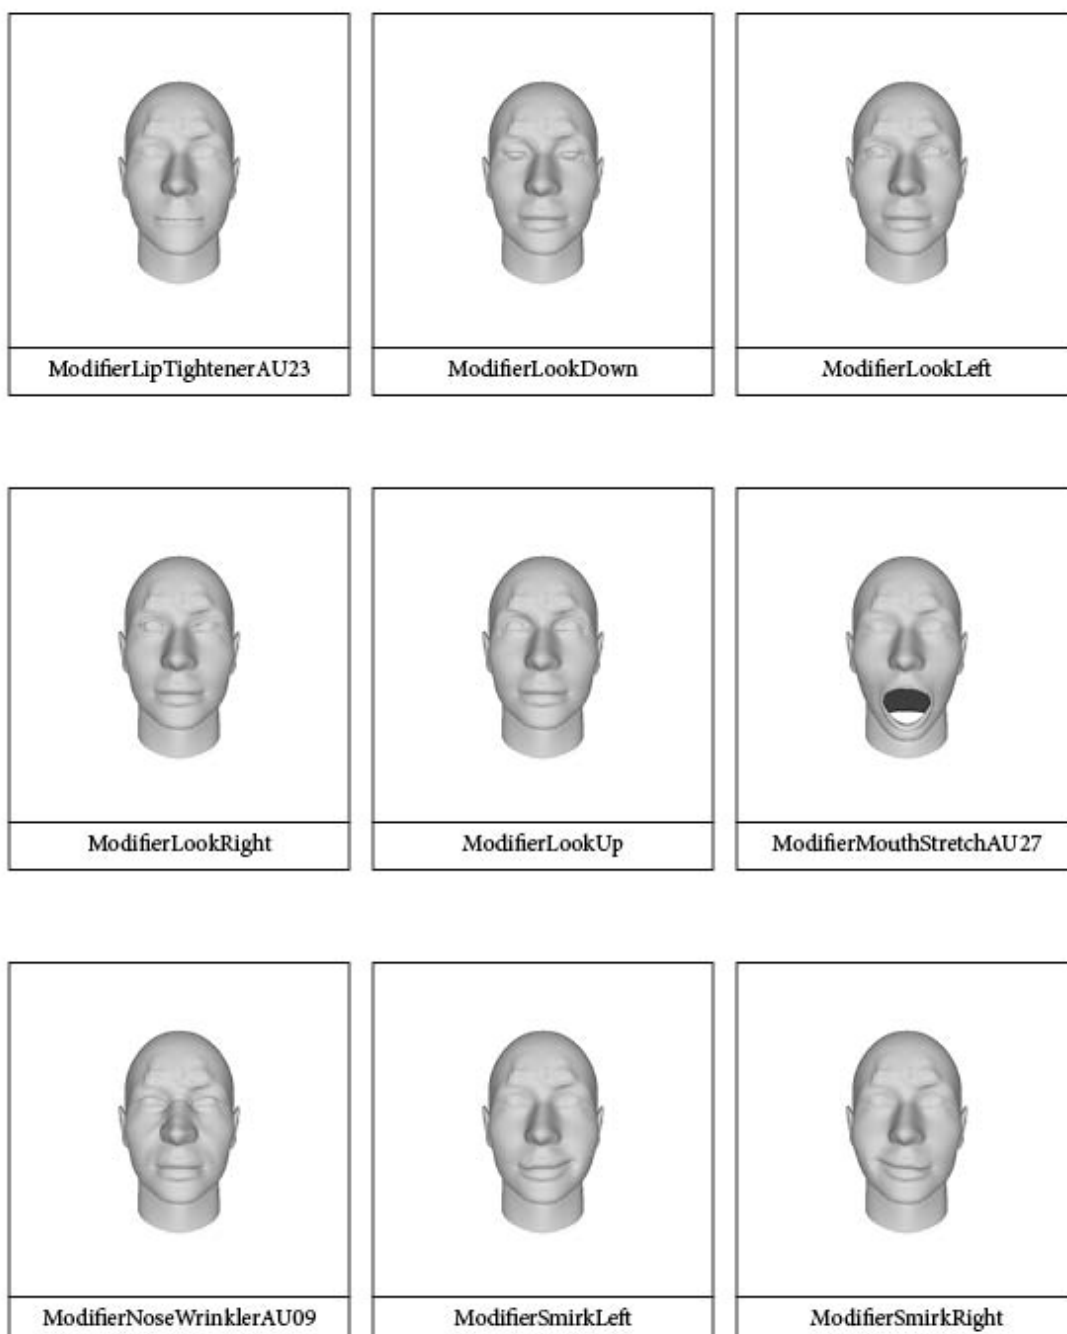 ModifierLipTightenerAU23
ModifierLookDown
ModifierLookLeft
ModifierLookRight
ModifierLookUp
ModifierMouthStretchAU27
ModifierNoseWrinklerAU09
ModifierSmirkLeft
ModifierSmirkRight